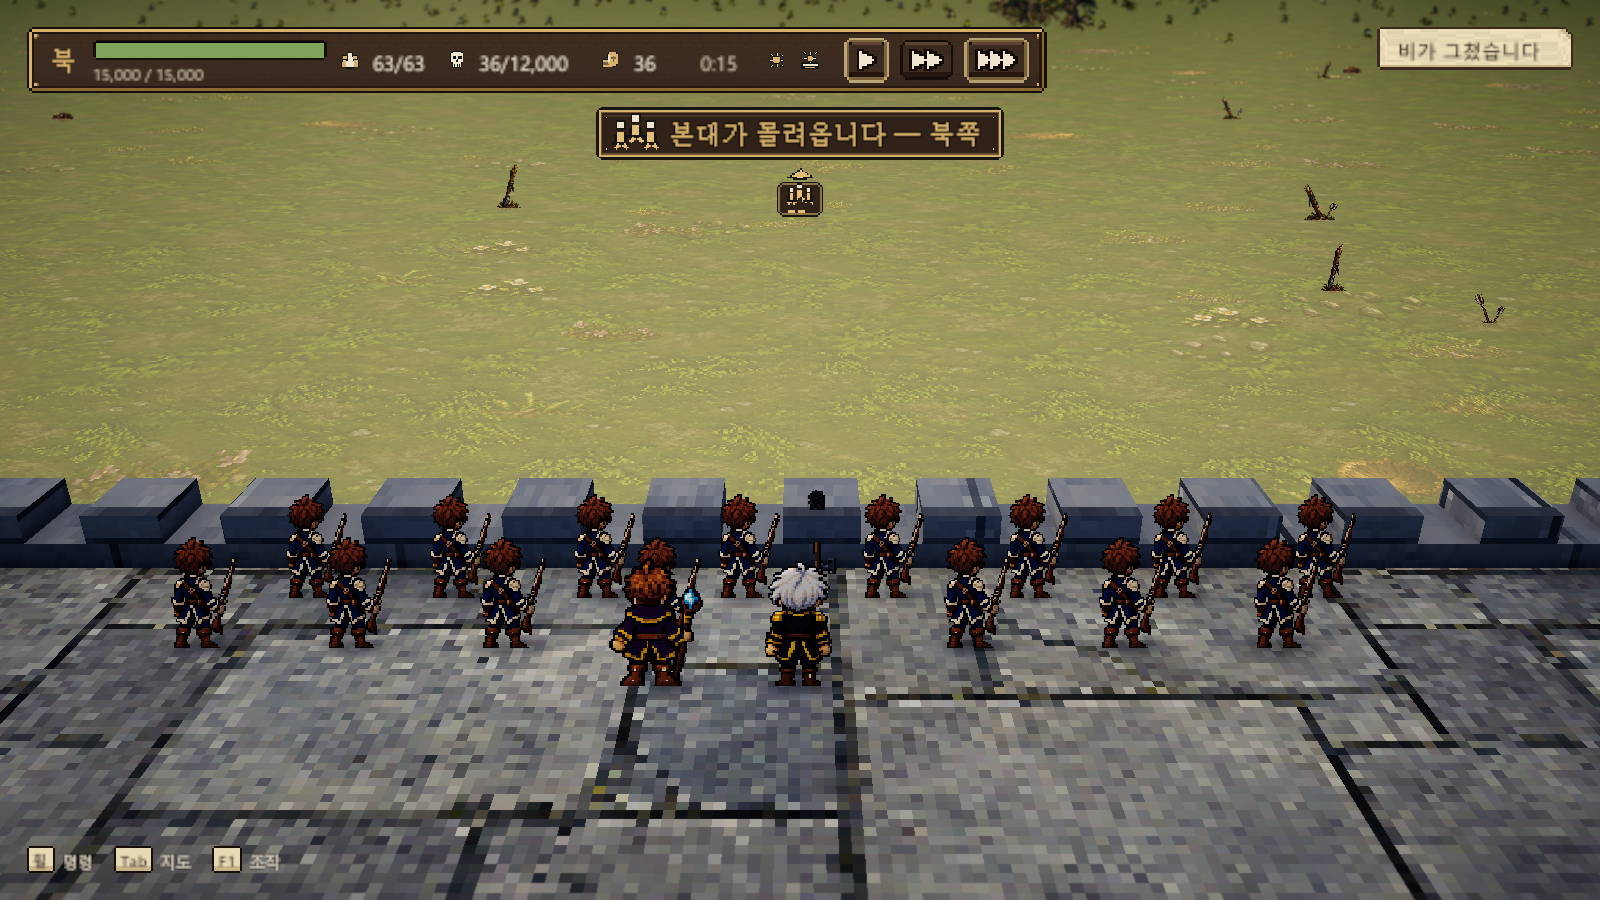 북
15,000 / 15,000
63/63
36/12,000
36
0:15
비가 그쳤습니다
본대가 몰려옵니다 — 북쪽
휠 명령 Tab 지도 F1 조작